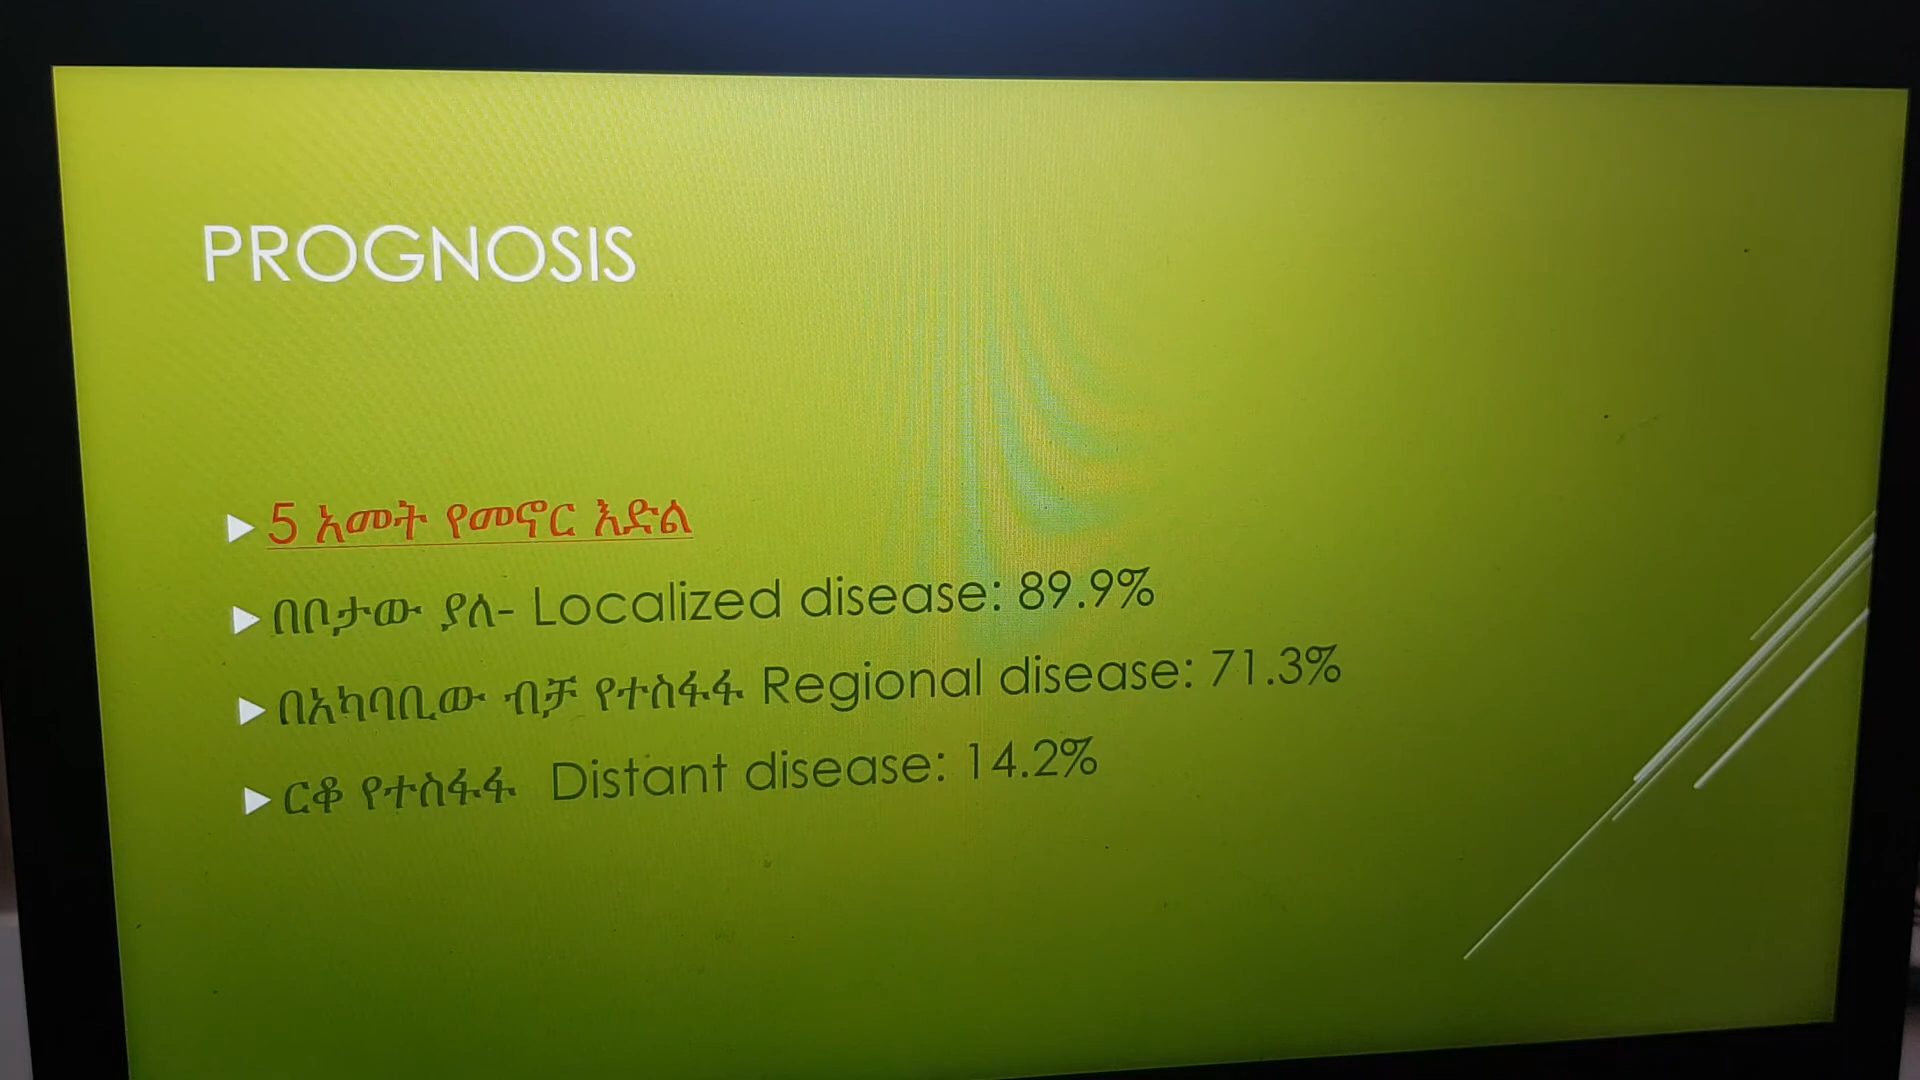 PROGNOSIS
5 አመት የመኖር እድል
በቦታው ያለ- Localized disease: 89.9%
በአካባቢው ብቻ የተስፋፋ Regional disease: 71.3%
ርቆ የተስፋፋ Distant disease: 14.2%